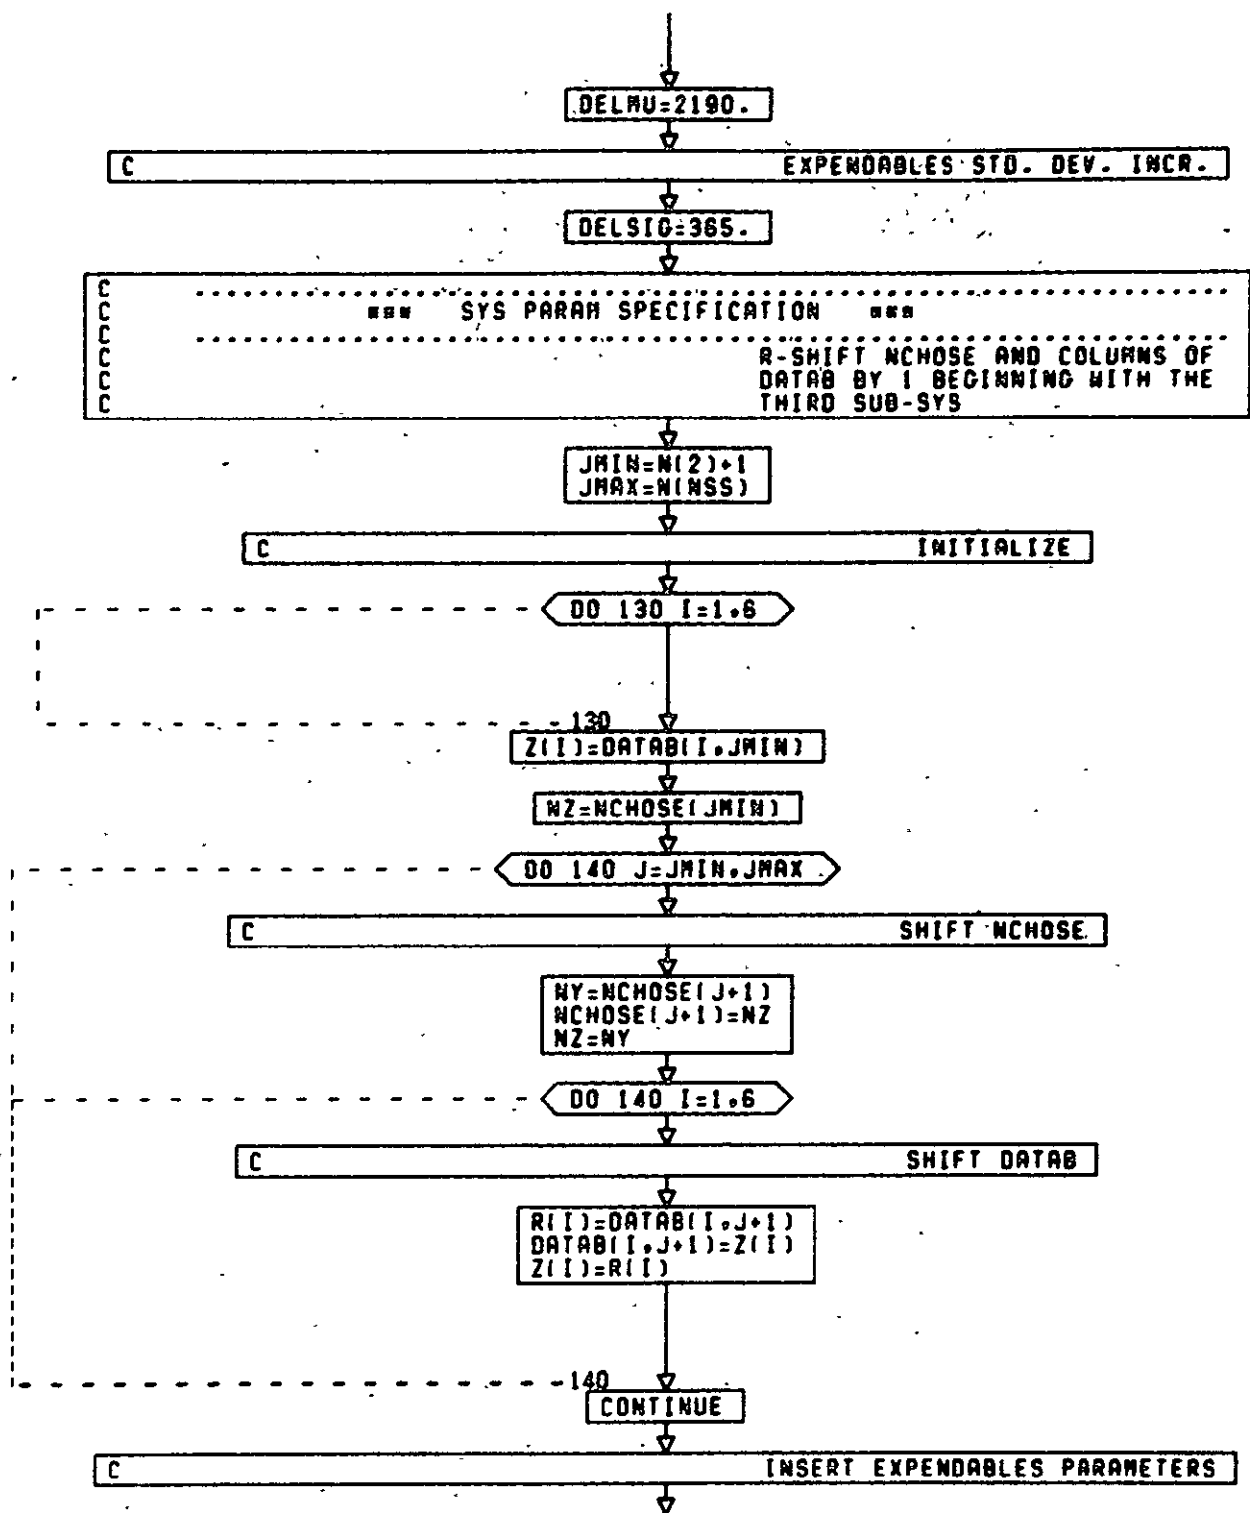 DELMU=2190.
C EXPENDABLES STD. DEV. INCR.
DELSIG=365.
C
C ...............................................................
C *** SYS PARAM SPECIFICATION ***
C ...............................................................
C R-SHIFT NCHOSE AND COLUMNS OF
C DATAB BY 1 BEGINNING WITH THE
C THIRD SUB-SYS
JMIN=N(2)+1
JMAX=N(NSS)
C INITIALIZE
DO 130 I=1,6
130
Z(I)=DATAB(I,JMIN)
NZ=NCHOSE(JMIN)
DO 140 J=JMIN,JMAX
C SHIFT NCHOSE
NY=NCHOSE(J+1)
NCHOSE(J+1)=NZ
NZ=NY
DO 140 I=1,6
C SHIFT DATAB
R(I)=DATAB(I,J+1)
DATAB(I,J+1)=Z(I)
Z(I)=R(I)
140
CONTINUE
C INSERT EXPENDABLES PARAMETERS